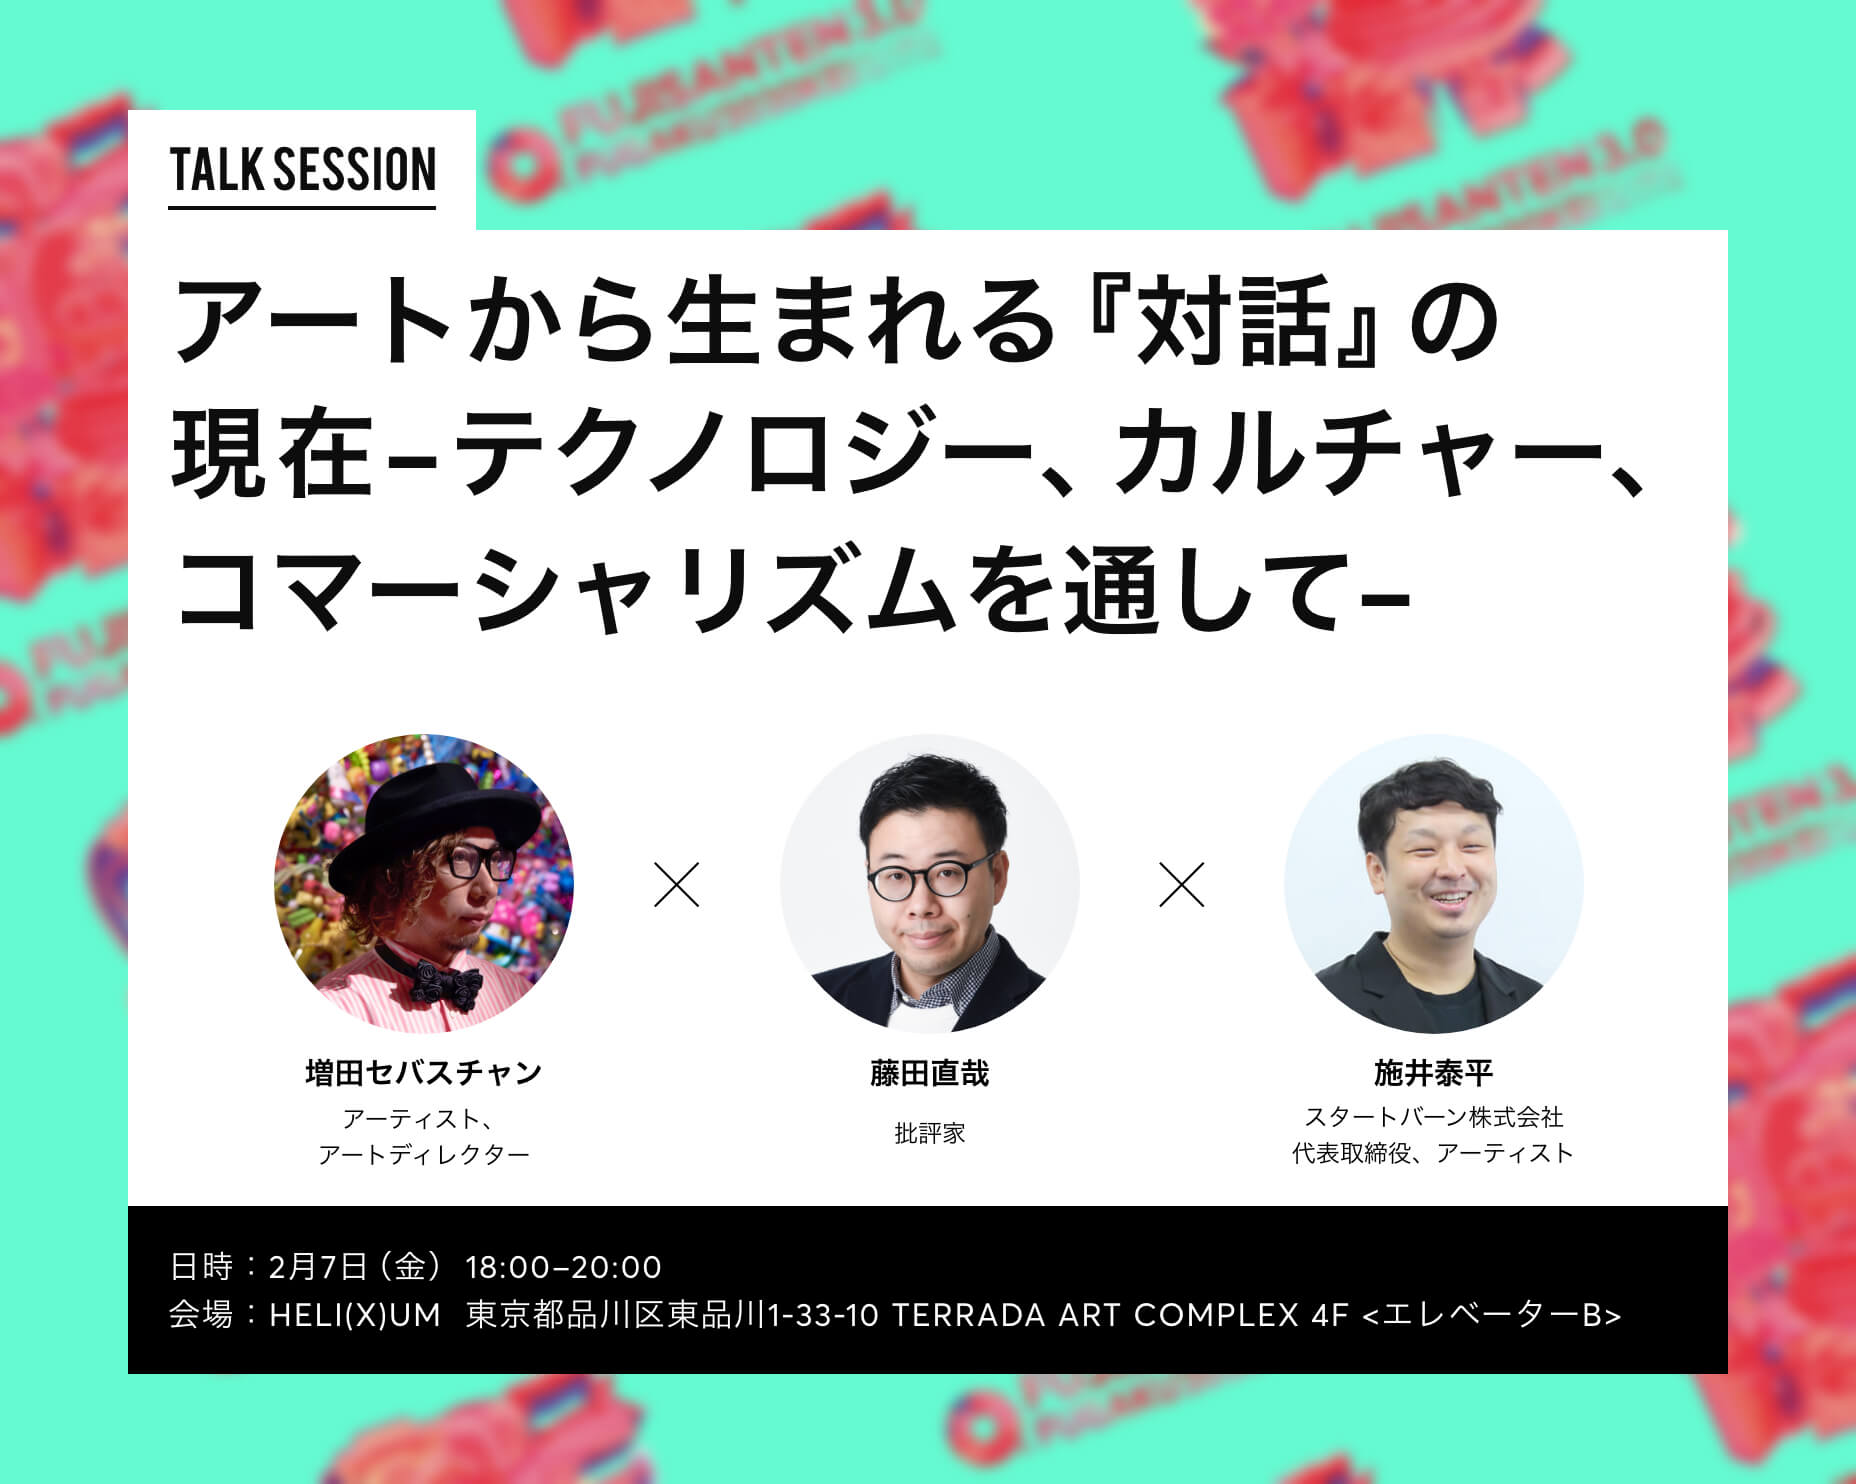 FUJISANTEN 3.0
FUJISANTEN 3.0
TALK SESSION
アートから生まれる『対話』の
現在–テクノロジー、カルチャー、
コマーシャリズムを通して–
×
×
増田セバスチャン
アーティスト、
アートディレクター
藤田直哉
批評家
施井泰平
スタートバーン株式会社
代表取締役、アーティスト
日時：2月7日（金） 18:00–20:00
会場：HELI(X)UM 東京都品川区東品川1-33-10 TERRADA ART COMPLEX 4F <エレベーターB>